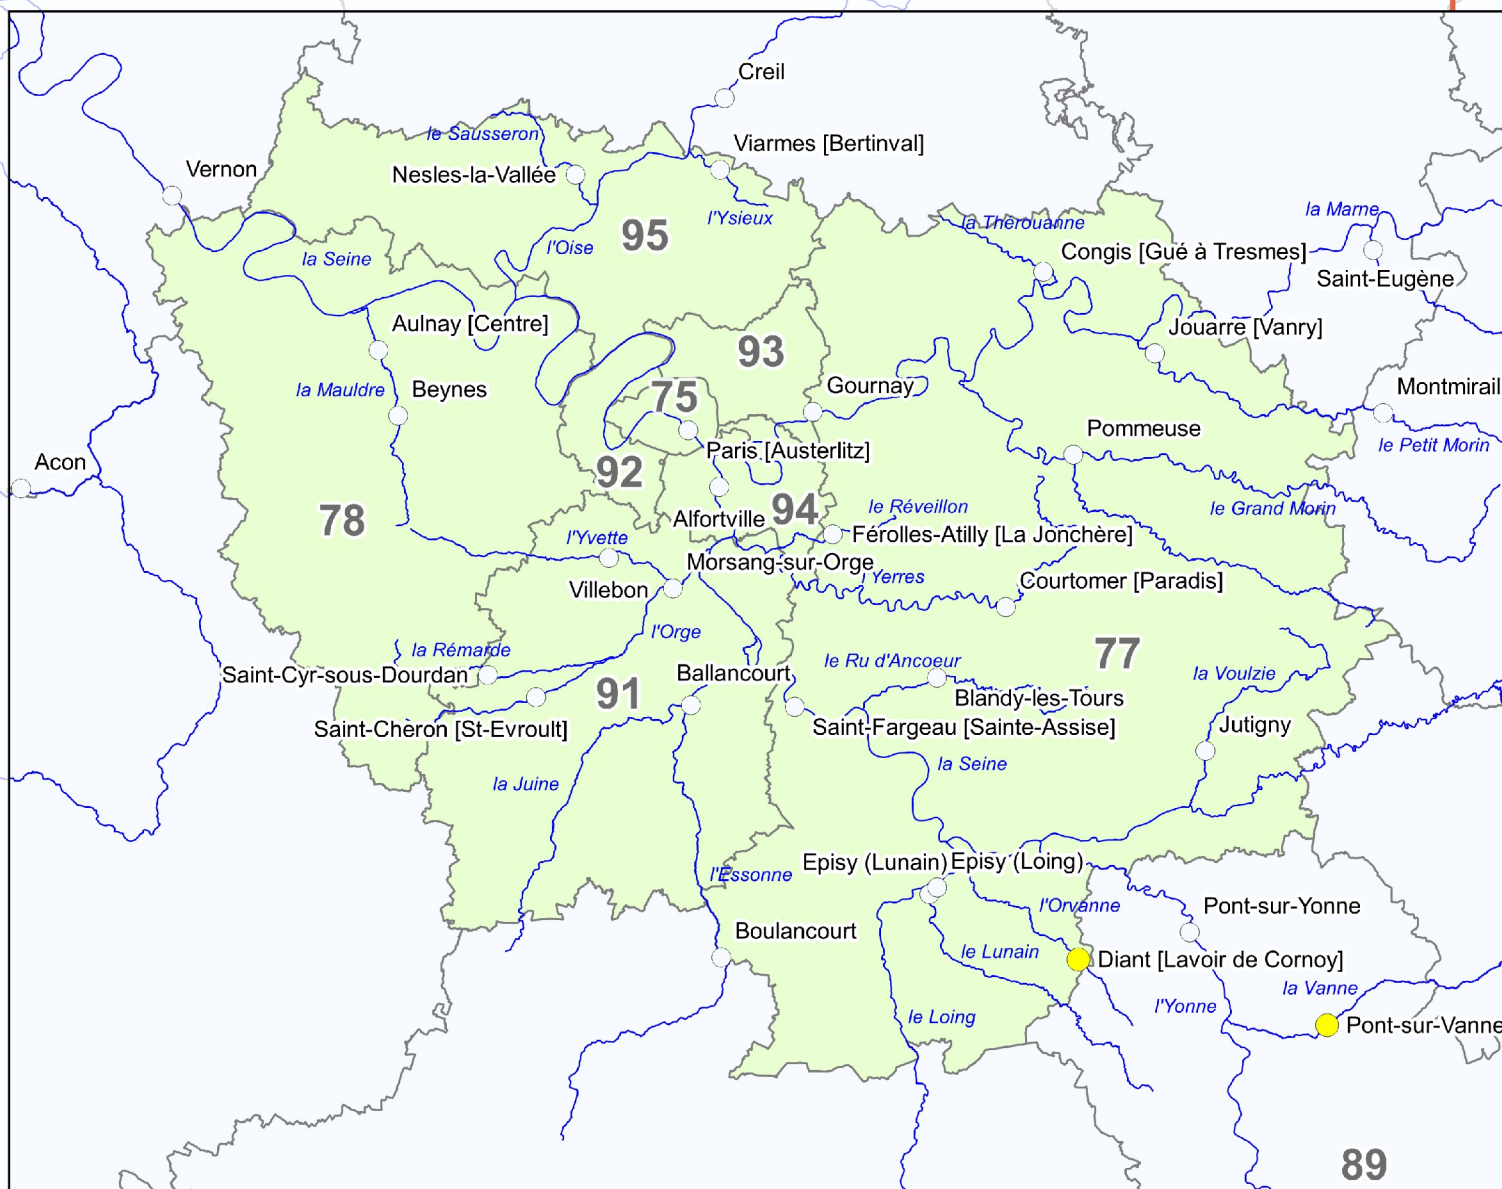 Creil
le Sausseron
Viarmes [Bertinval]
Vernon
Nesles-la-Vallée
la Marne
l'Ysieux
la Thérouanne
95
l'Oise
Congis [Gué à Tresmes]
la Seine
Saint-Eugène
Aulnay [Centre]
Jouarre [Vanry]
93
la Mauldre
Beynes
75
Gournay
Montmirail
Pommeuse
le Petit Morin
Paris [Austerlitz]
Acon
92
78
94
le Réveillon
le Grand Morin
Alfortville
l'Yvette
Férolles-Atilly [La Jonchère]
Morsang-sur-Orge
Villebon
l'Yerres
Courtomer [Paradis]
l'Orge
la Rémarde
77
le Ru d'Ancoeur
Saint-Cyr-sous-Dourdan
Ballancourt
la Voulzie
91
Blandy-les-Tours
Saint-Cheron [St-Evroult]
Saint-Fargeau [Sainte-Assise]
Jutigny
la Seine
la Juine
Episy (Lunain)
Episy (Loing)
l'Essonne
l'Orvanne
Pont-sur-Yonne
Boulancourt
le Lunain
Diant [Lavoir de Cornoy]
la Vanne
l'Yonne
le Loing
Pont-sur-Vanne
89